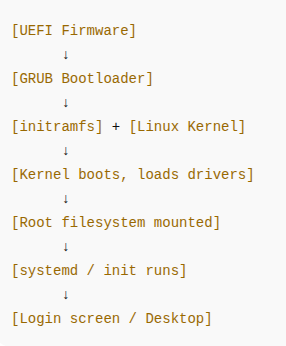 [UEFI Firmware]
↓
[GRUB Bootloader]
↓
[initramfs] + [Linux Kernel]
↓
[Kernel boots, loads drivers]
↓
[Root filesystem mounted]
↓
[systemd / init runs]
↓
[Login screen / Desktop]